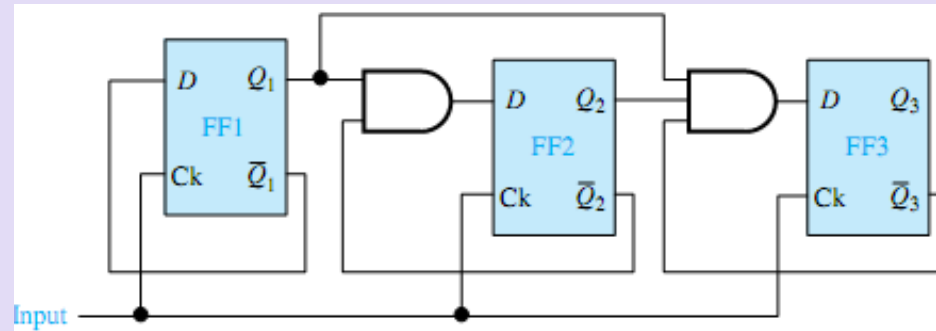 D Q₁
FF1
Ck Q̅₁
D Q₂
FF2
Ck Q̅₂
D Q₃
FF3
Ck Q̅₃
Input